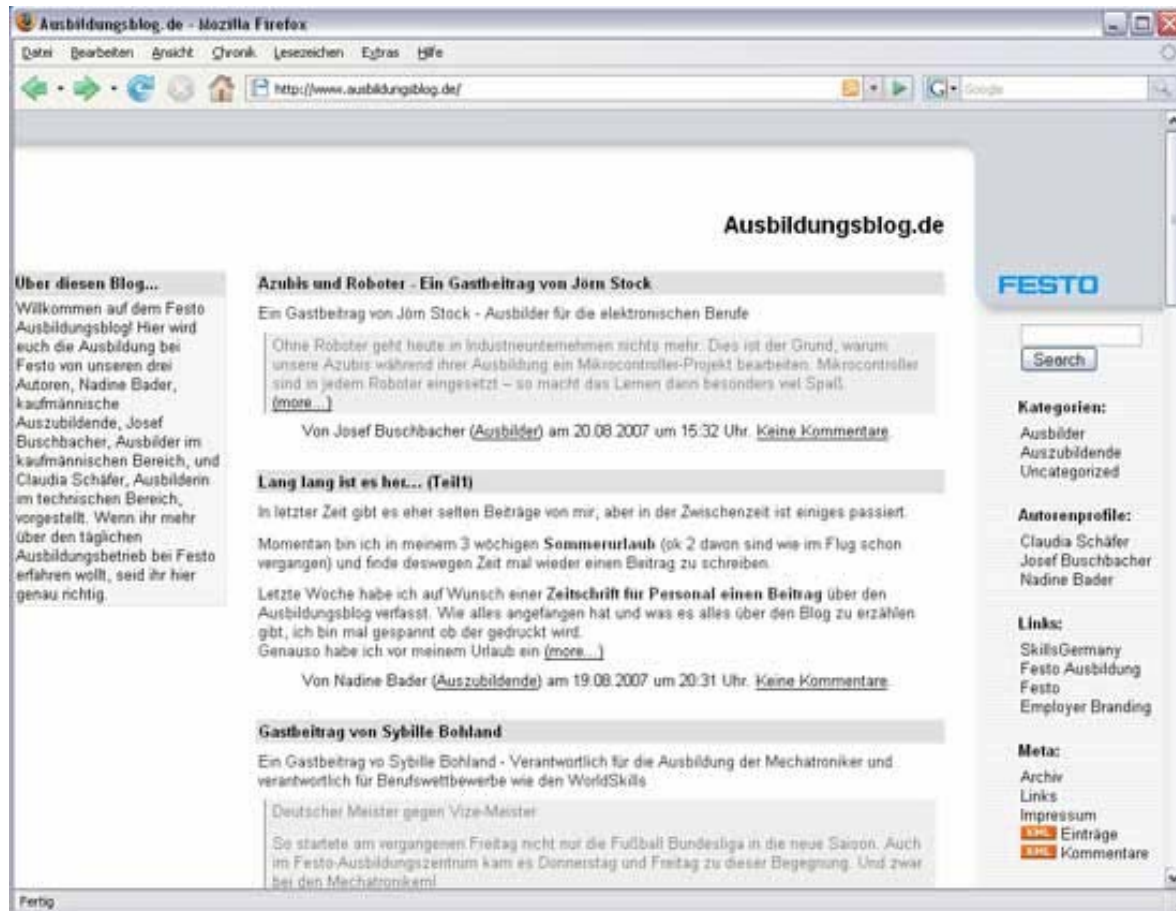 Ausbildungsblog.de - Mozilla Firefox
Datei Bearbeiten Ansicht Chronik Lesezeichen Extras Hilfe
http://www.ausbildungsblog.de/
Google
Ausbildungsblog.de
Über diesen Blog...
Willkommen auf dem Festo
Ausbildungsblog! Hier wird
euch die Ausbildung bei
Festo von unseren drei
Autoren, Nadine Bader,
kaufmännische
Auszubildende, Josef
Buschbacher, Ausbilder im
kaufmännischen Bereich, und
Claudia Schäfer, Ausbilderin
im technischen Bereich,
vorgestellt. Wenn ihr mehr
über den täglichen
Ausbildungsbetrieb bei Festo
erfahren wollt, seid ihr hier
genau richtig.
Azubis und Roboter - Ein Gastbeitrag von Jörn Stock
Ein Gastbeitrag von Jörn Stock - Ausbilder für die elektronischen Berufe
Ohne Roboter geht heute in Industrieunternehmen nichts mehr. Dies ist der Grund, warum
unsere Azubis während ihrer Ausbildung ein Mikrocontroller-Projekt bearbeiten. Mikrocontroller
sind in jedem Roboter eingesetzt – so macht das Lernen dann besonders viel Spaß.
(more...)
Von Josef Buschbacher (Ausbilder) am 20.08.2007 um 15:32 Uhr. Keine Kommentare
Lang lang ist es her... (Teil1)
In letzter Zeit gibt es eher selten Beiträge von mir, aber in der Zwischenzeit ist einiges passiert.
Momentan bin ich in meinem 3 wöchigen Sommerurlaub (ok 2 davon sind wie im Flug schon
vergangen) und finde deswegen Zeit mal wieder einen Beitrag zu schreiben.
Letzte Woche habe ich auf Wunsch einer Zeitschrift für Personal einen Beitrag über den
Ausbildungsblog verfasst. Wie alles angefangen hat und was es alles über den Blog zu erzählen
gibt, ich bin mal gespannt ob der gedruckt wird.
Genauso habe ich vor meinem Urlaub ein (more...)
Von Nadine Bader (Auszubildende) am 19.08.2007 um 20:31 Uhr. Keine Kommentare
Gastbeitrag von Sybille Bohland
Ein Gastbeitrag vo Sybille Bohland - Verantwortlich für die Ausbildung der Mechatroniker und
verantwortlich für Berufswettbewerbe wie den WorldSkills
Deutscher Meister gegen Vize-Meister
So startete am vergangenen Freitag nicht nur die Fußball Bundesliga in die neue Saison. Auch
im Festo-Ausbildungszentrum kam es Donnerstag und Freitag zu dieser Begegnung. Und zwar
bei den Mechatronikern!
FESTO
Search
Kategorien:
Ausbilder
Auszubildende
Uncategorized
Autorenprofile:
Claudia Schäfer
Josef Buschbacher
Nadine Bader
Links:
SkillsGermany
Festo Ausbildung
Festo
Employer Branding
Meta:
Archiv
Links
Impressum
XML Einträge
XML Kommentare
Fertig